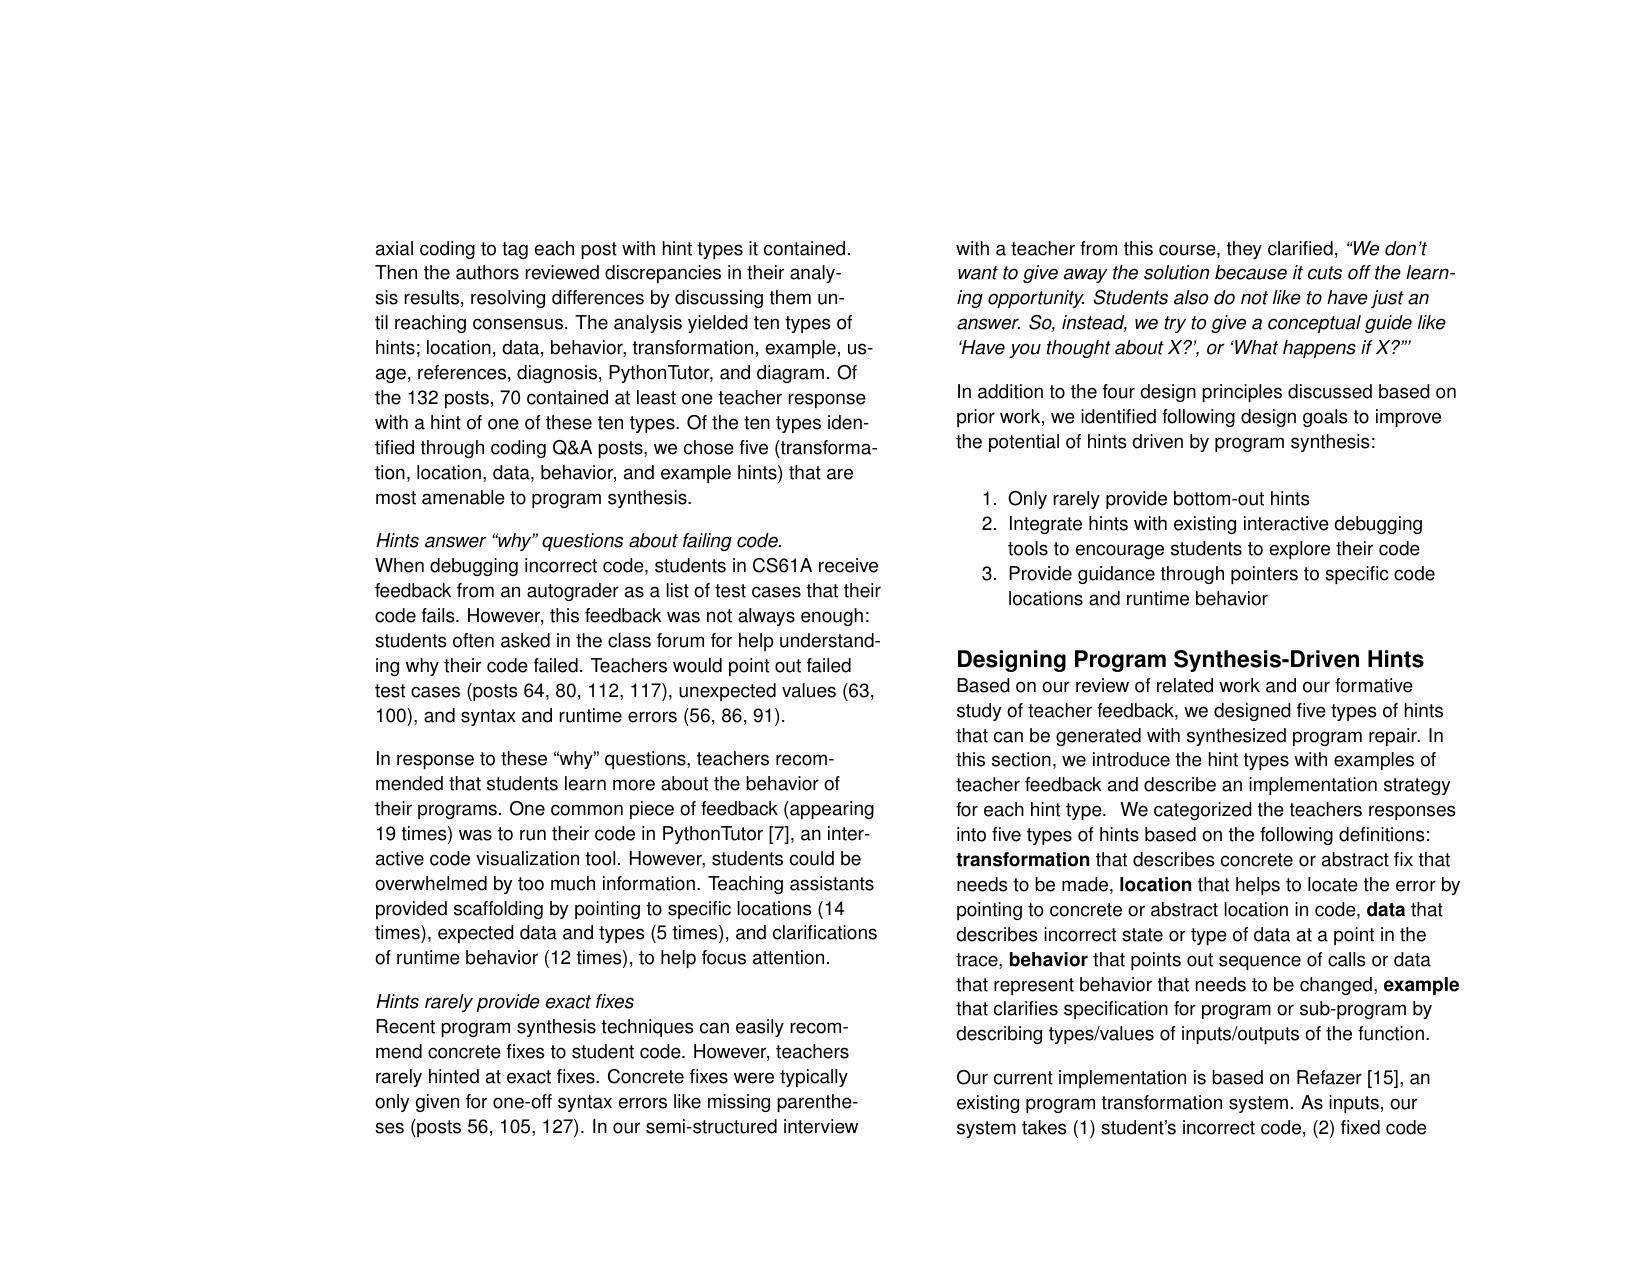 axial coding to tag each post with hint types it contained.
Then the authors reviewed discrepancies in their analy-
sis results, resolving differences by discussing them un-
til reaching consensus. The analysis yielded ten types of
hints; location, data, behavior, transformation, example, us-
age, references, diagnosis, PythonTutor, and diagram. Of
the 132 posts, 70 contained at least one teacher response
with a hint of one of these ten types. Of the ten types iden-
tified through coding Q&A posts, we chose five (transforma-
tion, location, data, behavior, and example hints) that are
most amenable to program synthesis.
Hints answer “why” questions about failing code.
When debugging incorrect code, students in CS61A receive
feedback from an autograder as a list of test cases that their
code fails. However, this feedback was not always enough:
students often asked in the class forum for help understand-
ing why their code failed. Teachers would point out failed
test cases (posts 64, 80, 112, 117), unexpected values (63,
100), and syntax and runtime errors (56, 86, 91).
In response to these “why” questions, teachers recom-
mended that students learn more about the behavior of
their programs. One common piece of feedback (appearing
19 times) was to run their code in PythonTutor [7], an inter-
active code visualization tool. However, students could be
overwhelmed by too much information. Teaching assistants
provided scaffolding by pointing to specific locations (14
times), expected data and types (5 times), and clarifications
of runtime behavior (12 times), to help focus attention.
Hints rarely provide exact fixes
Recent program synthesis techniques can easily recom-
mend concrete fixes to student code. However, teachers
rarely hinted at exact fixes. Concrete fixes were typically
only given for one-off syntax errors like missing parenthe-
ses (posts 56, 105, 127). In our semi-structured interview
with a teacher from this course, they clarified, “We don’t
want to give away the solution because it cuts off the learn-
ing opportunity. Students also do not like to have just an
answer. So, instead, we try to give a conceptual guide like
‘Have you thought about X?’, or ‘What happens if X?”’
In addition to the four design principles discussed based on
prior work, we identified following design goals to improve
the potential of hints driven by program synthesis:
1. Only rarely provide bottom-out hints
2. Integrate hints with existing interactive debugging
tools to encourage students to explore their code
3. Provide guidance through pointers to specific code
locations and runtime behavior
Designing Program Synthesis-Driven Hints
Based on our review of related work and our formative
study of teacher feedback, we designed five types of hints
that can be generated with synthesized program repair. In
this section, we introduce the hint types with examples of
teacher feedback and describe an implementation strategy
for each hint type. We categorized the teachers responses
into five types of hints based on the following definitions:
transformation that describes concrete or abstract fix that
needs to be made, location that helps to locate the error by
pointing to concrete or abstract location in code, data that
describes incorrect state or type of data at a point in the
trace, behavior that points out sequence of calls or data
that represent behavior that needs to be changed, example
that clarifies specification for program or sub-program by
describing types/values of inputs/outputs of the function.
Our current implementation is based on Refazer [15], an
existing program transformation system. As inputs, our
system takes (1) student’s incorrect code, (2) fixed code